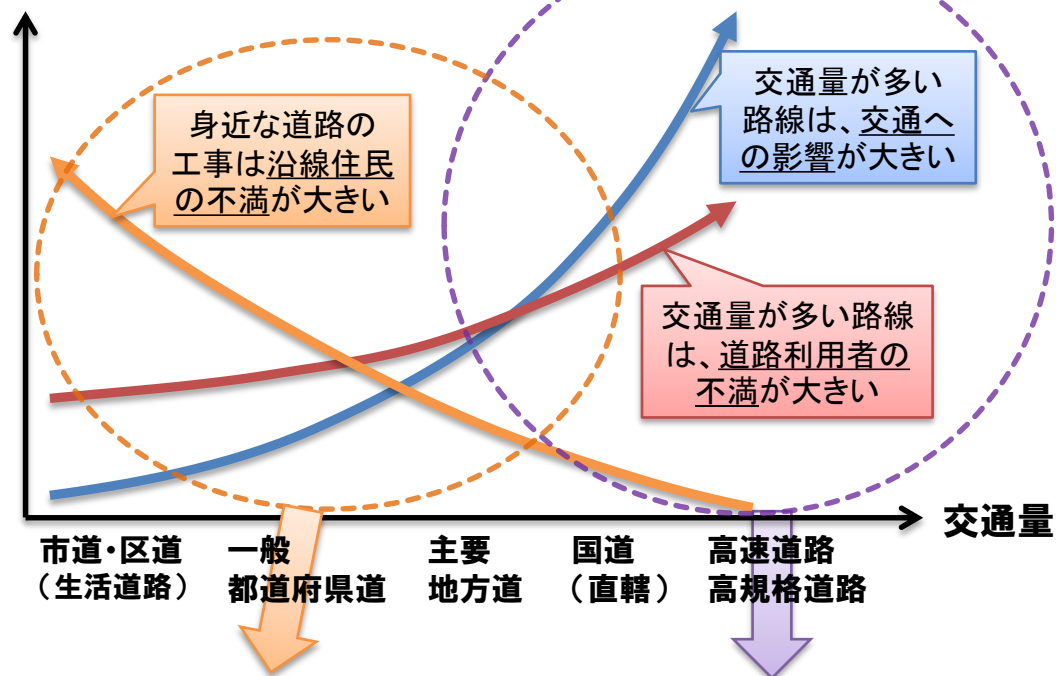 交通量が多い
路線は、交通へ
の影響が大きい
身近な道路の
工事は沿線住民
の不満が大きい
交通量が多い路線
は、道路利用者の
不満が大きい
交通量
市道・区道
（生活道路）
一般
都道府県道
主要
地方道
国道
（直轄）
高速道路
高規格道路